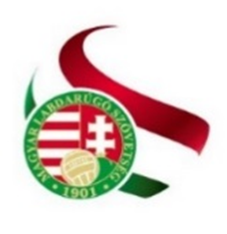 MAGYAR LABDARÚGÓ SZÖVETSÉG
• 1901 •